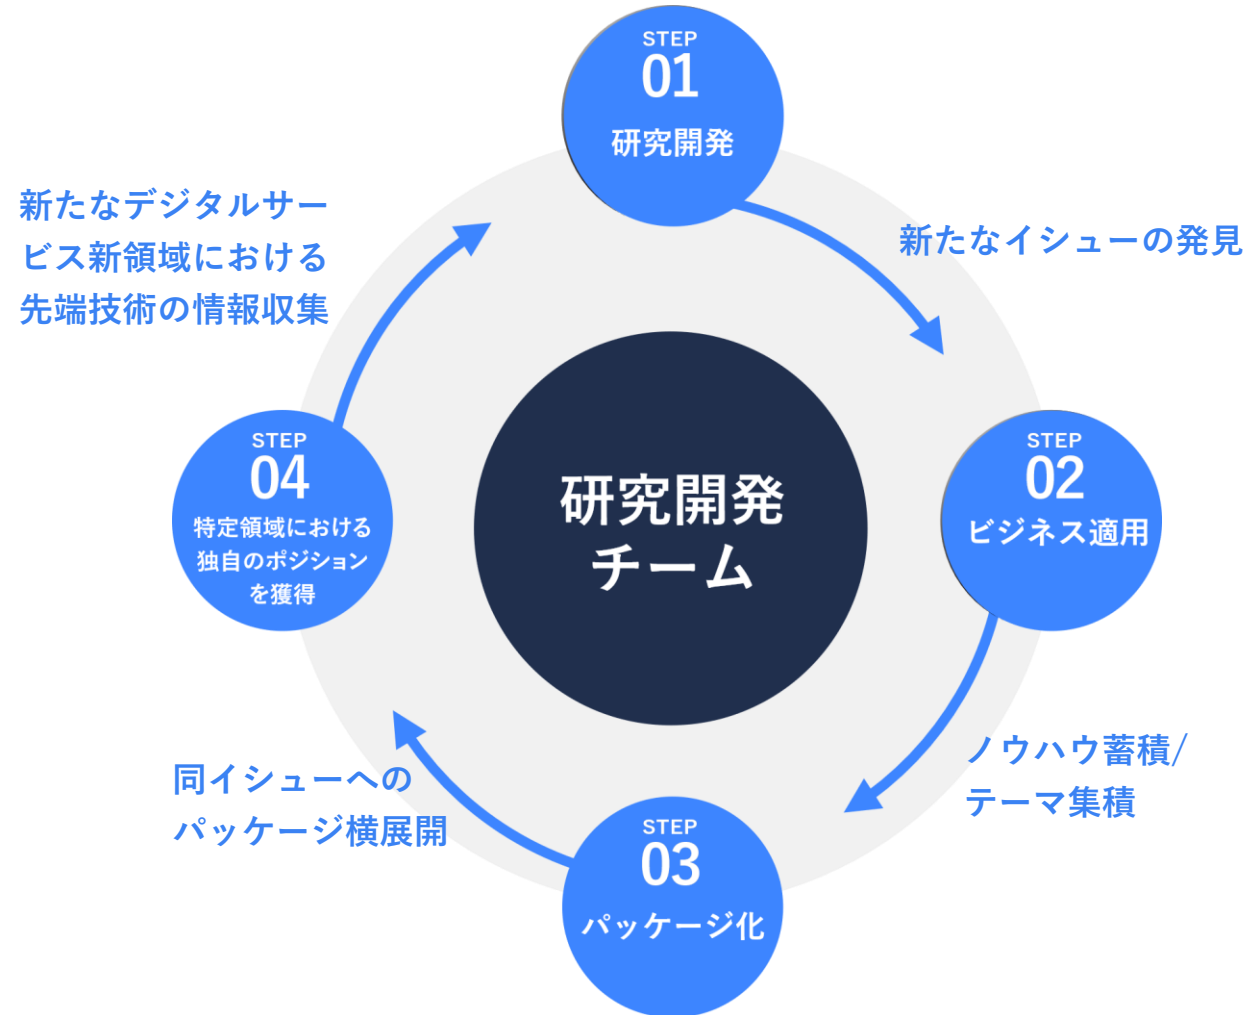 STEP
01
研究開発
新たなイシューの発見
STEP
02
ビジネス適用
ノウハウ蓄積/
テーマ集積
STEP
03
パッケージ化
同イシューへの
パッケージ横展開
STEP
04
特定領域における
独自のポジション
を獲得
新たなデジタルサー
ビス新領域における
先端技術の情報収集
研究開発
チーム